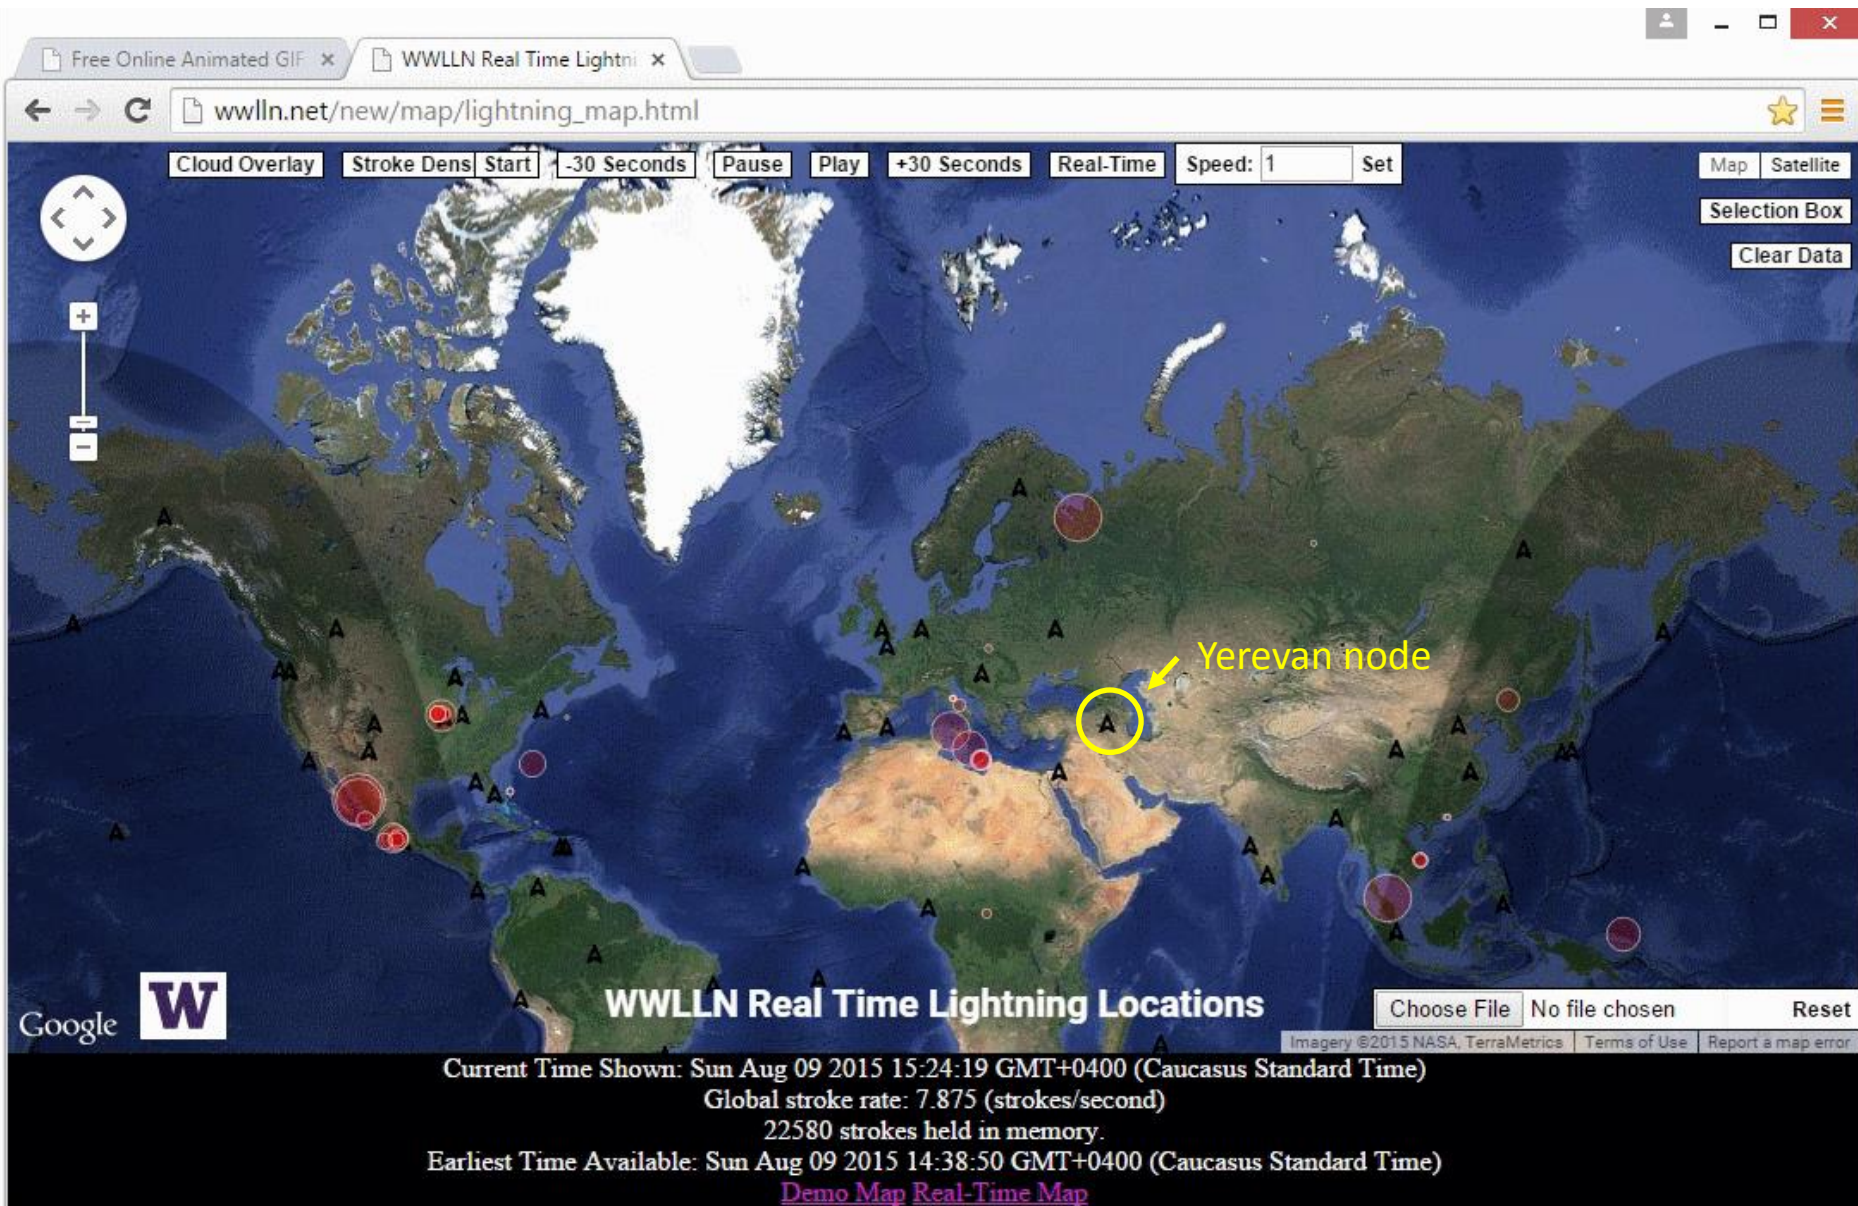 Free Online Animated GIF
WWLLN Real Time Lightni
wwlln.net/new/map/lightning_map.html
Cloud Overlay Stroke Dens Start -30 Seconds Pause Play +30 Seconds Real-Time Speed: 1 Set Map Satellite
Selection Box
Clear Data
Yerevan node
WWLLN Real Time Lightning Locations
Choose File No file chosen Reset
Google W
Imagery ©2015 NASA, TerraMetrics Terms of Use Report a map error
Current Time Shown: Sun Aug 09 2015 15:24:19 GMT+0400 (Caucasus Standard Time)
Global stroke rate: 7.875 (strokes/second)
22580 strokes held in memory.
Earliest Time Available: Sun Aug 09 2015 14:38:50 GMT+0400 (Caucasus Standard Time)
Demo Map Real-Time Map